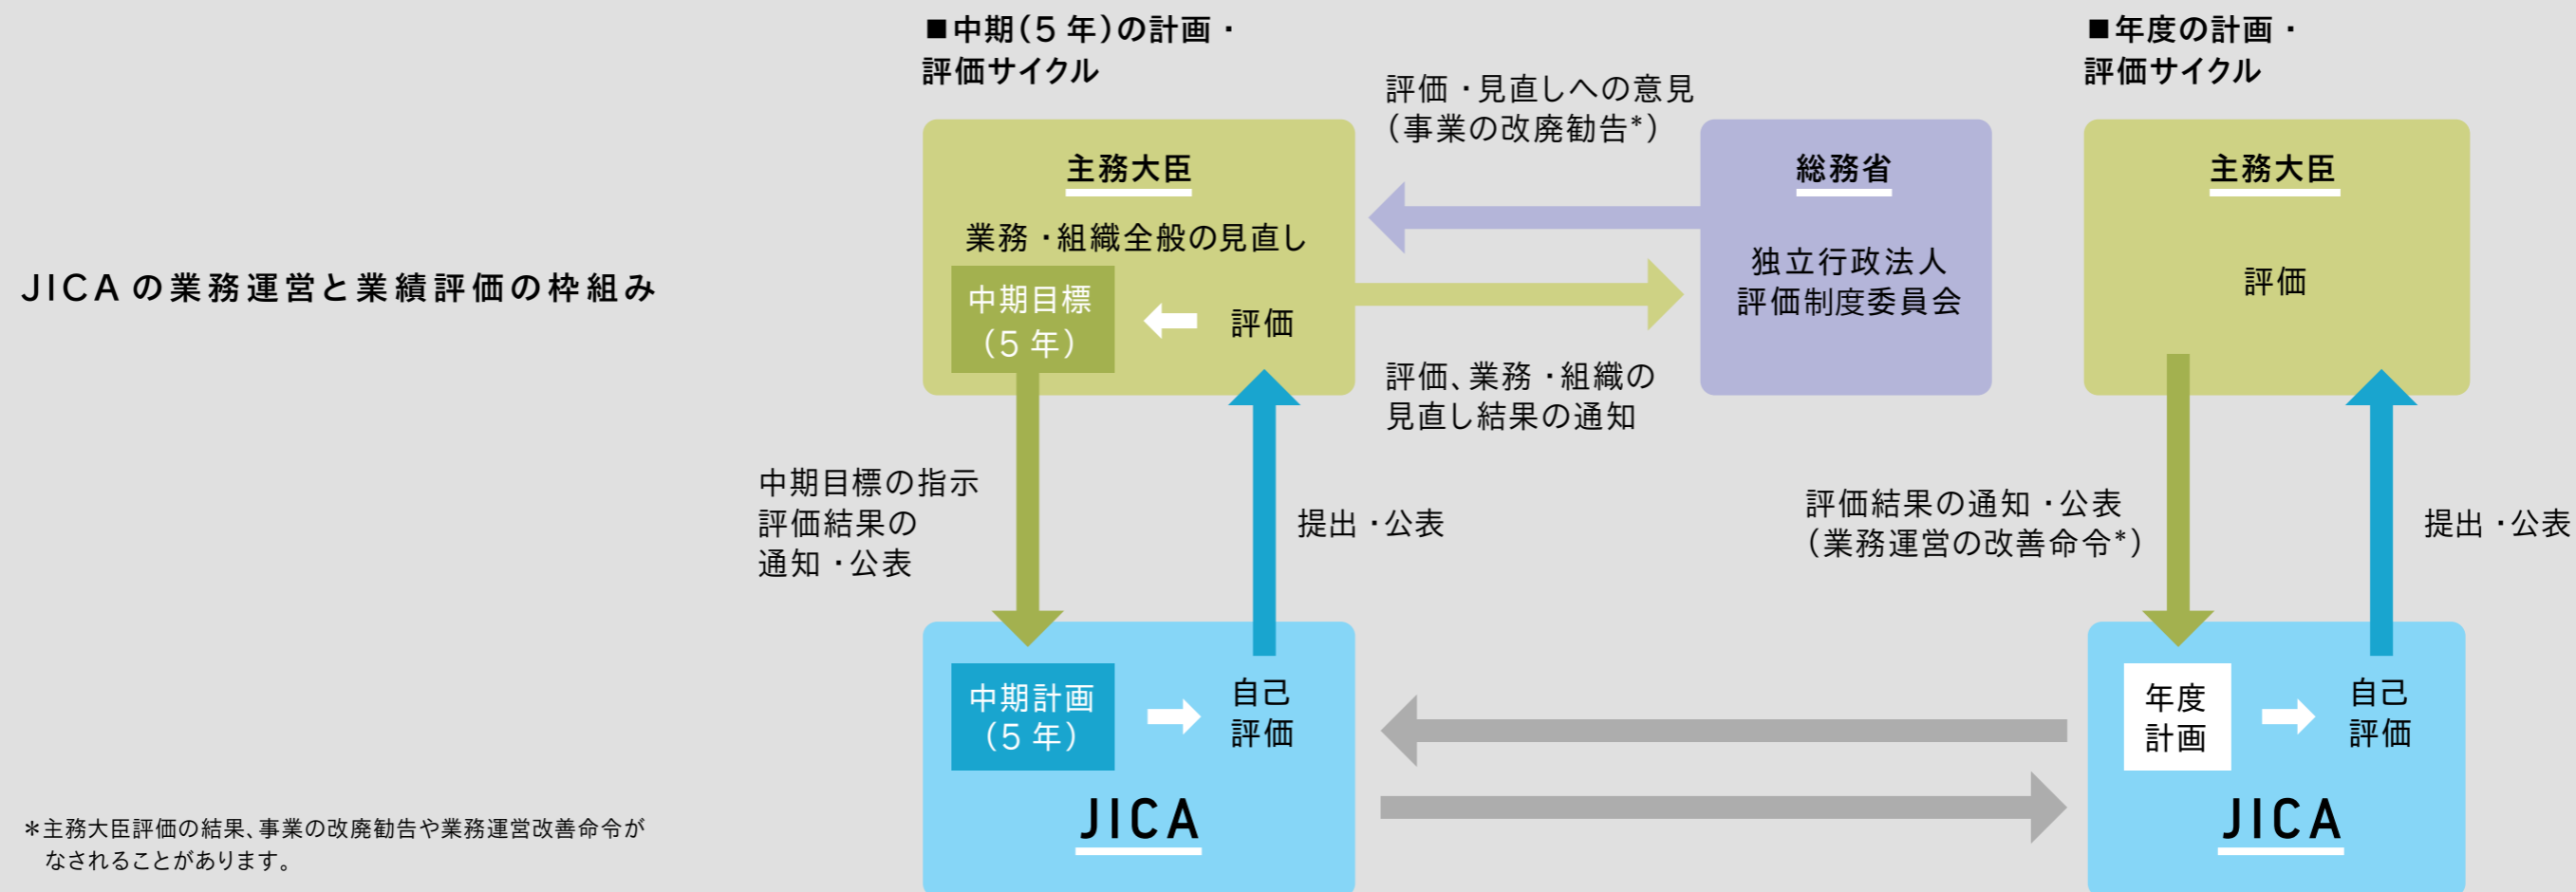 JICAの業務運営と業績評価の枠組み
■中期(5年)の計画・
評価サイクル
主務大臣
業務・組織全般の見直し
中期目標
(5年)
評価
評価・見直しへの意見
(事業の改廃勧告*)
総務省
独立行政法人
評価制度委員会
評価、業務・組織の
見直し結果の通知
中期目標の指示
評価結果の
通知・公表
提出・公表
中期計画
(5年)
自己
評価
JICA
■年度の計画・
評価サイクル
主務大臣
評価
評価結果の通知・公表
(業務運営の改善命令*)
提出・公表
年度
計画
自己
評価
JICA
*主務大臣評価の結果、事業の改廃勧告や業務運営改善命令が
なされることがあります。